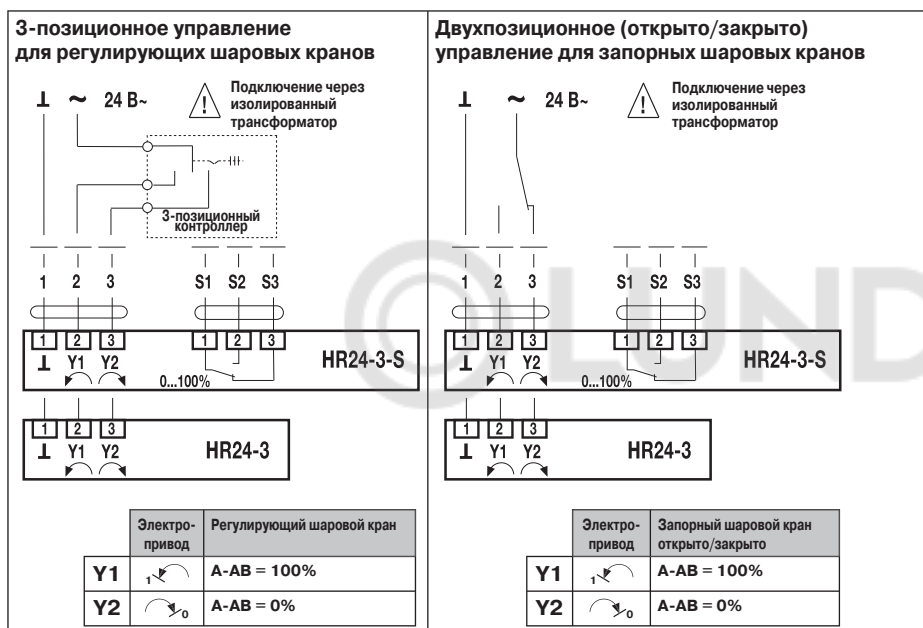 3-позиционное управление
для регулирующих шаровых кранов
⊥ ~ 24 В~
! Подключение через
изолированный
трансформатор
3-позиционный
контроллер
1 2 3 S1 S2 S3
1 2 3 1 2 3
⊥ Y1 Y2 HR24-3-S
0...100%
1 2 3
⊥ Y1 Y2 HR24-3
Электро-
привод
Регулирующий шаровой кран
Y1 1 A-AB = 100%
Y2 0 A-AB = 0%
Двухпозиционное (открыто/закрыто)
управление для запорных шаровых кранов
⊥ ~ 24 В~
! Подключение через
изолированный
трансформатор
1 2 3 S1 S2 S3
1 2 3 1 2 3
⊥ Y1 Y2 HR24-3-S
0...100%
1 2 3
⊥ Y1 Y2 HR24-3
Электро-
привод
Запорный шаровой кран
открыто/закрыто
Y1 1 A-AB = 100%
Y2 0 A-AB = 0%
LUND